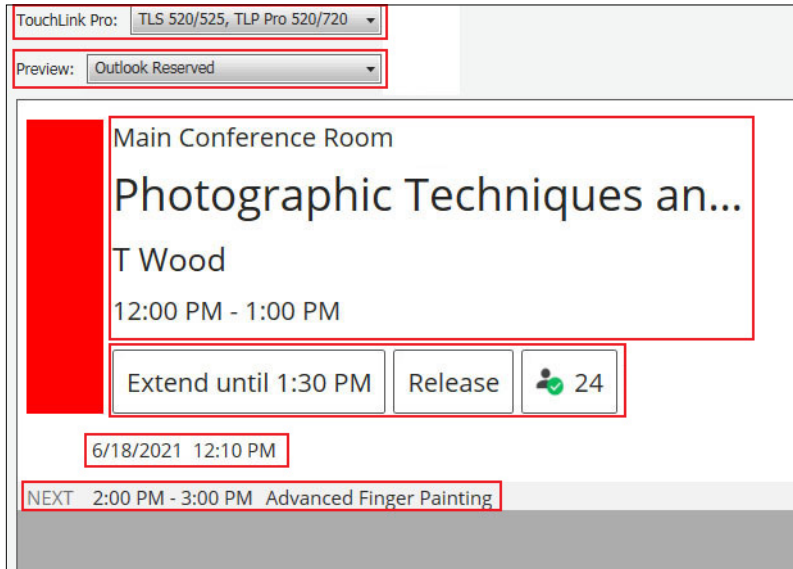 TouchLink Pro: TLS 520/525, TLP Pro 520/720
Preview: Outlook Reserved
Main Conference Room
Photographic Techniques an...
T Wood
12:00 PM - 1:00 PM
Extend until 1:30 PM Release 24
6/18/2021 12:10 PM
NEXT 2:00 PM - 3:00 PM Advanced Finger Painting